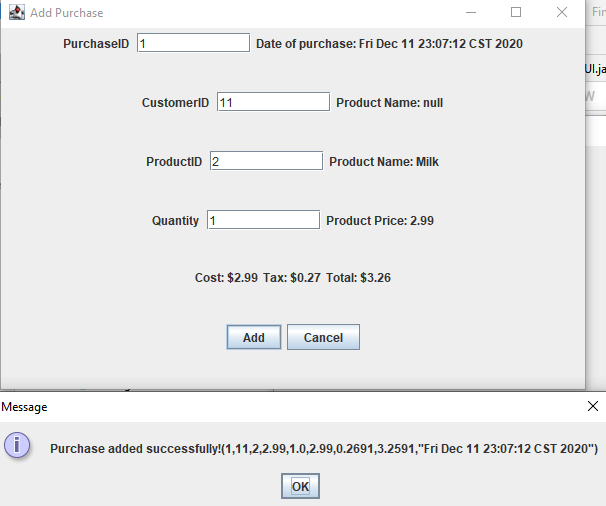 Add Purchase
Fin
PurchaseID 1 Date of purchase: Fri Dec 11 23:07:12 CST 2020
UI.ja
W
CustomerID 11 Product Name: null
ProductID 2 Product Name: Milk
Quantity 1 Product Price: 2.99
Cost: $2.99 Tax: $0.27 Total: $3.26
Add Cancel
Message
Purchase added successfully!(1,11,2,2.99,1.0,2.99,0.2691,3.2591,"Fri Dec 11 23:07:12 CST 2020")
OK